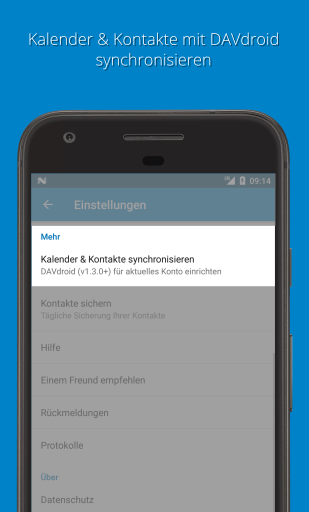 Kalender & Kontakte mit DAVdroid
synchronisieren
09:14
Einstellungen
Mehr
Kalender & Kontakte synchronisieren
DAVdroid (v1.3.0+) für aktuelles Konto einrichten
Kontakte sichern
Tägliche Sicherung Ihrer Kontakte
Hilfe
Einem Freund empfehlen
Rückmeldungen
Protokolle
Über
Datenschutz